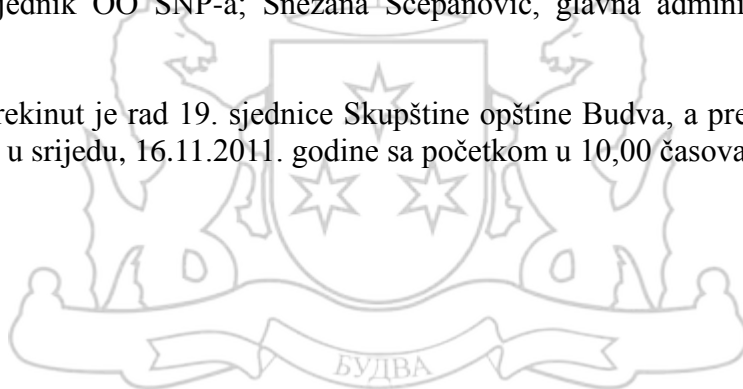 jednik OO SNP-a; Snežana Šćepanović, glavna admini
rekinut je rad 19. sjednice Skupštine opštine Budva, a pre
u srijedu, 16.11.2011. godine sa početkom u 10,00 časova
БУДВА